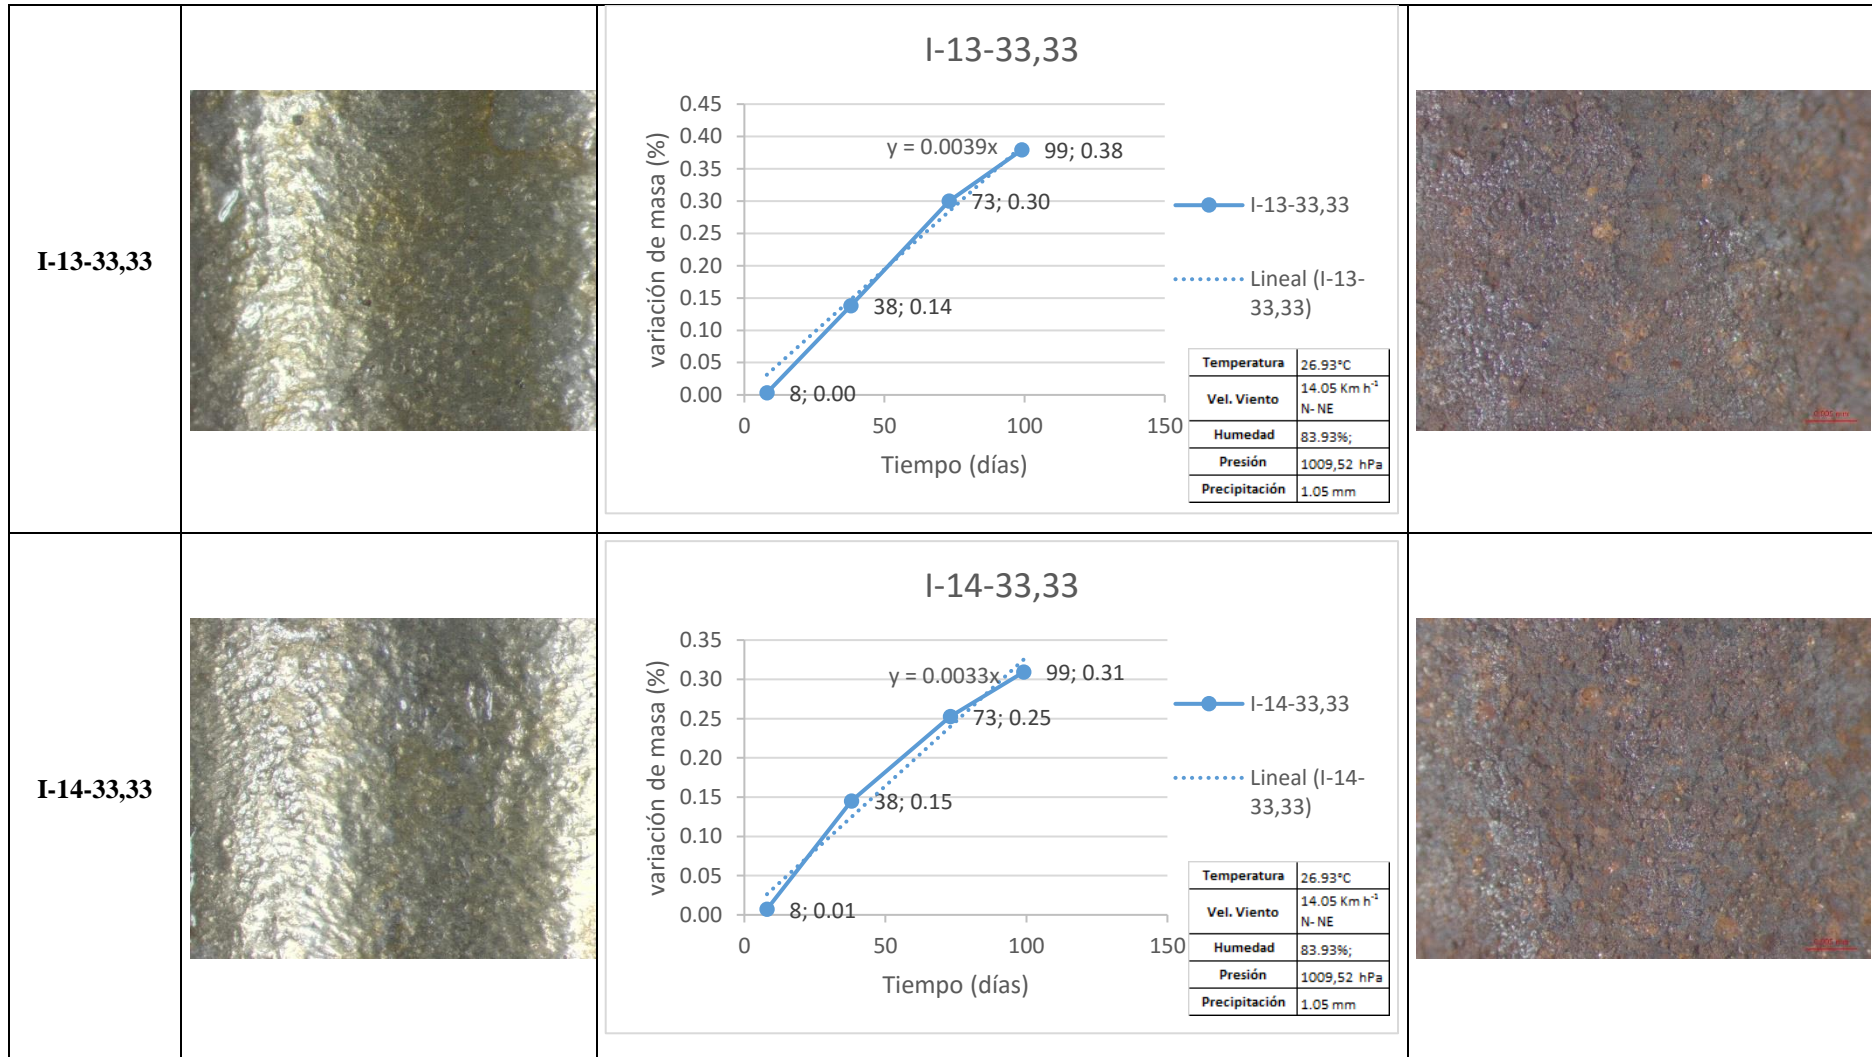 I-13-33,33
I-13-33,33
0.45
0.40
0.35
0.30
0.25
0.20
0.15
0.10
0.05
0.00
variación de masa (%)
y = 0.0039x
99; 0.38
73; 0.30
38; 0.14
8; 0.00
0
50
100
150
Tiempo (días)
I-13-33,33
Lineal (I-13-
33,33)
Temperatura 26.93°C
Vel. Viento 14.05 Km h⁻¹
N- NE
Humedad 83.93%;
Presión 1009,52 hPa
Precipitación 1.05 mm
0.005 mm
I-14-33,33
I-14-33,33
0.35
0.30
0.25
0.20
0.15
0.10
0.05
0.00
variación de masa (%)
y = 0.0033x
99; 0.31
73; 0.25
38; 0.15
8; 0.01
0
50
100
150
Tiempo (días)
I-14-33,33
Lineal (I-14-
33,33)
Temperatura 26.93°C
Vel. Viento 14.05 Km h⁻¹
N- NE
Humedad 83.93%;
Presión 1009,52 hPa
Precipitación 1.05 mm